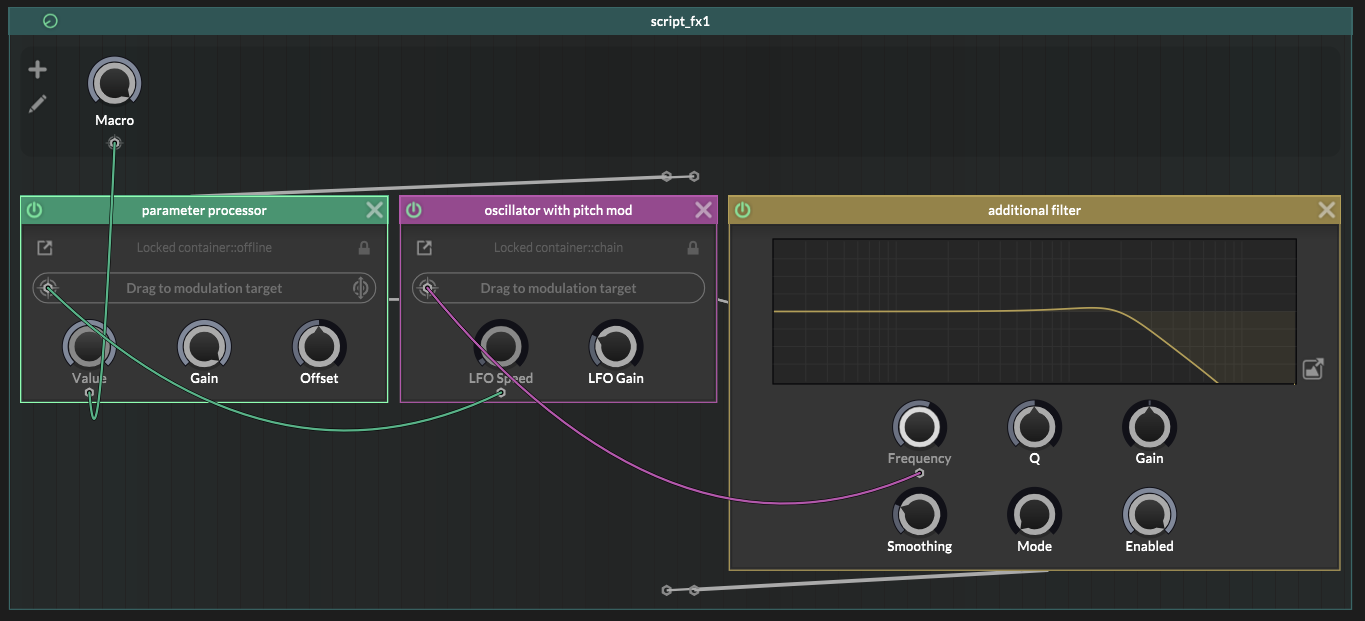 script_fx1
Macro
parameter processor
Locked container::offline
Drag to modulation target
Value
Gain
Offset
oscillator with pitch mod
Locked container::chain
Drag to modulation target
LFO Speed
LFO Gain
additional filter
Frequency
Q
Gain
Smoothing
Mode
Enabled